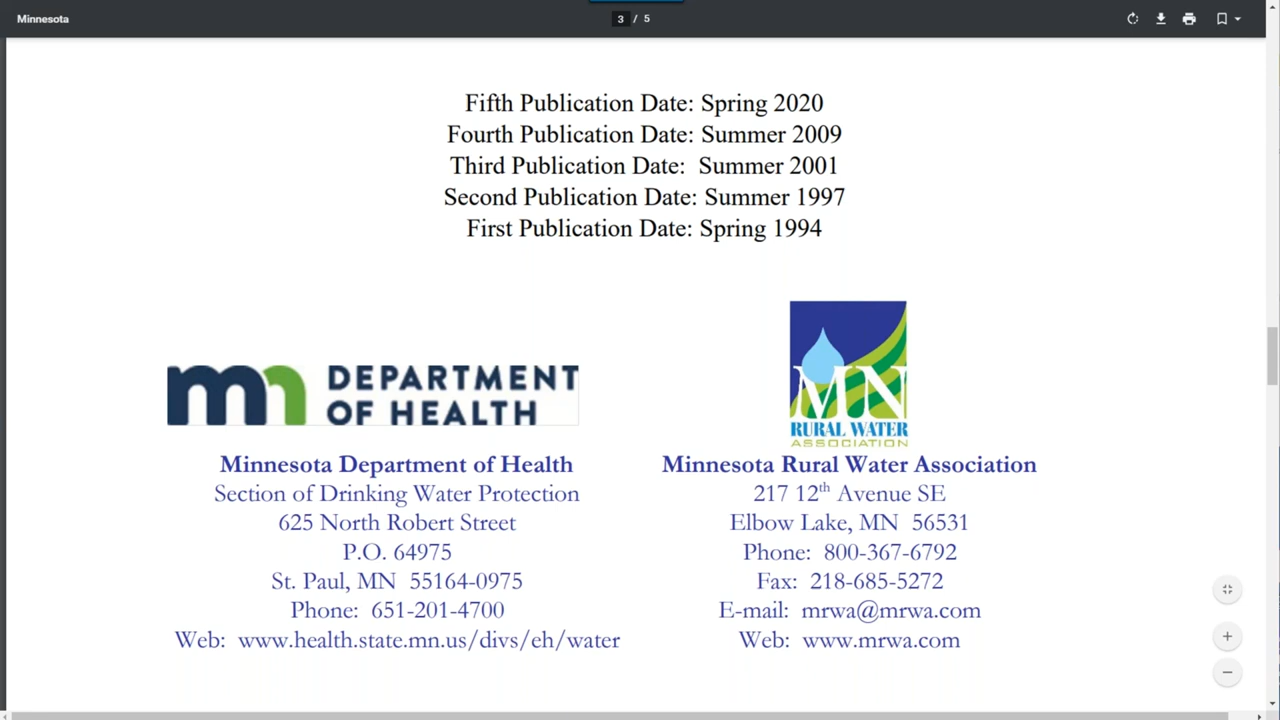 Minnesota
3 / 5
Fifth Publication Date: Spring 2020
Fourth Publication Date: Summer 2009
Third Publication Date:  Summer 2001
Second Publication Date: Summer 1997
First Publication Date: Spring 1994
mn DEPARTMENT
OF HEALTH
MN
RURAL WATER
ASSOCIATION
Minnesota Department of Health
Section of Drinking Water Protection
625 North Robert Street
P.O. 64975
St. Paul, MN  55164-0975
Phone:  651-201-4700
Web:  www.health.state.mn.us/divs/eh/water
Minnesota Rural Water Association
217 12th Avenue SE
Elbow Lake, MN  56531
Phone:  800-367-6792
Fax:  218-685-5272
E-mail:  mrwa@mrwa.com
Web:  www.mrwa.com